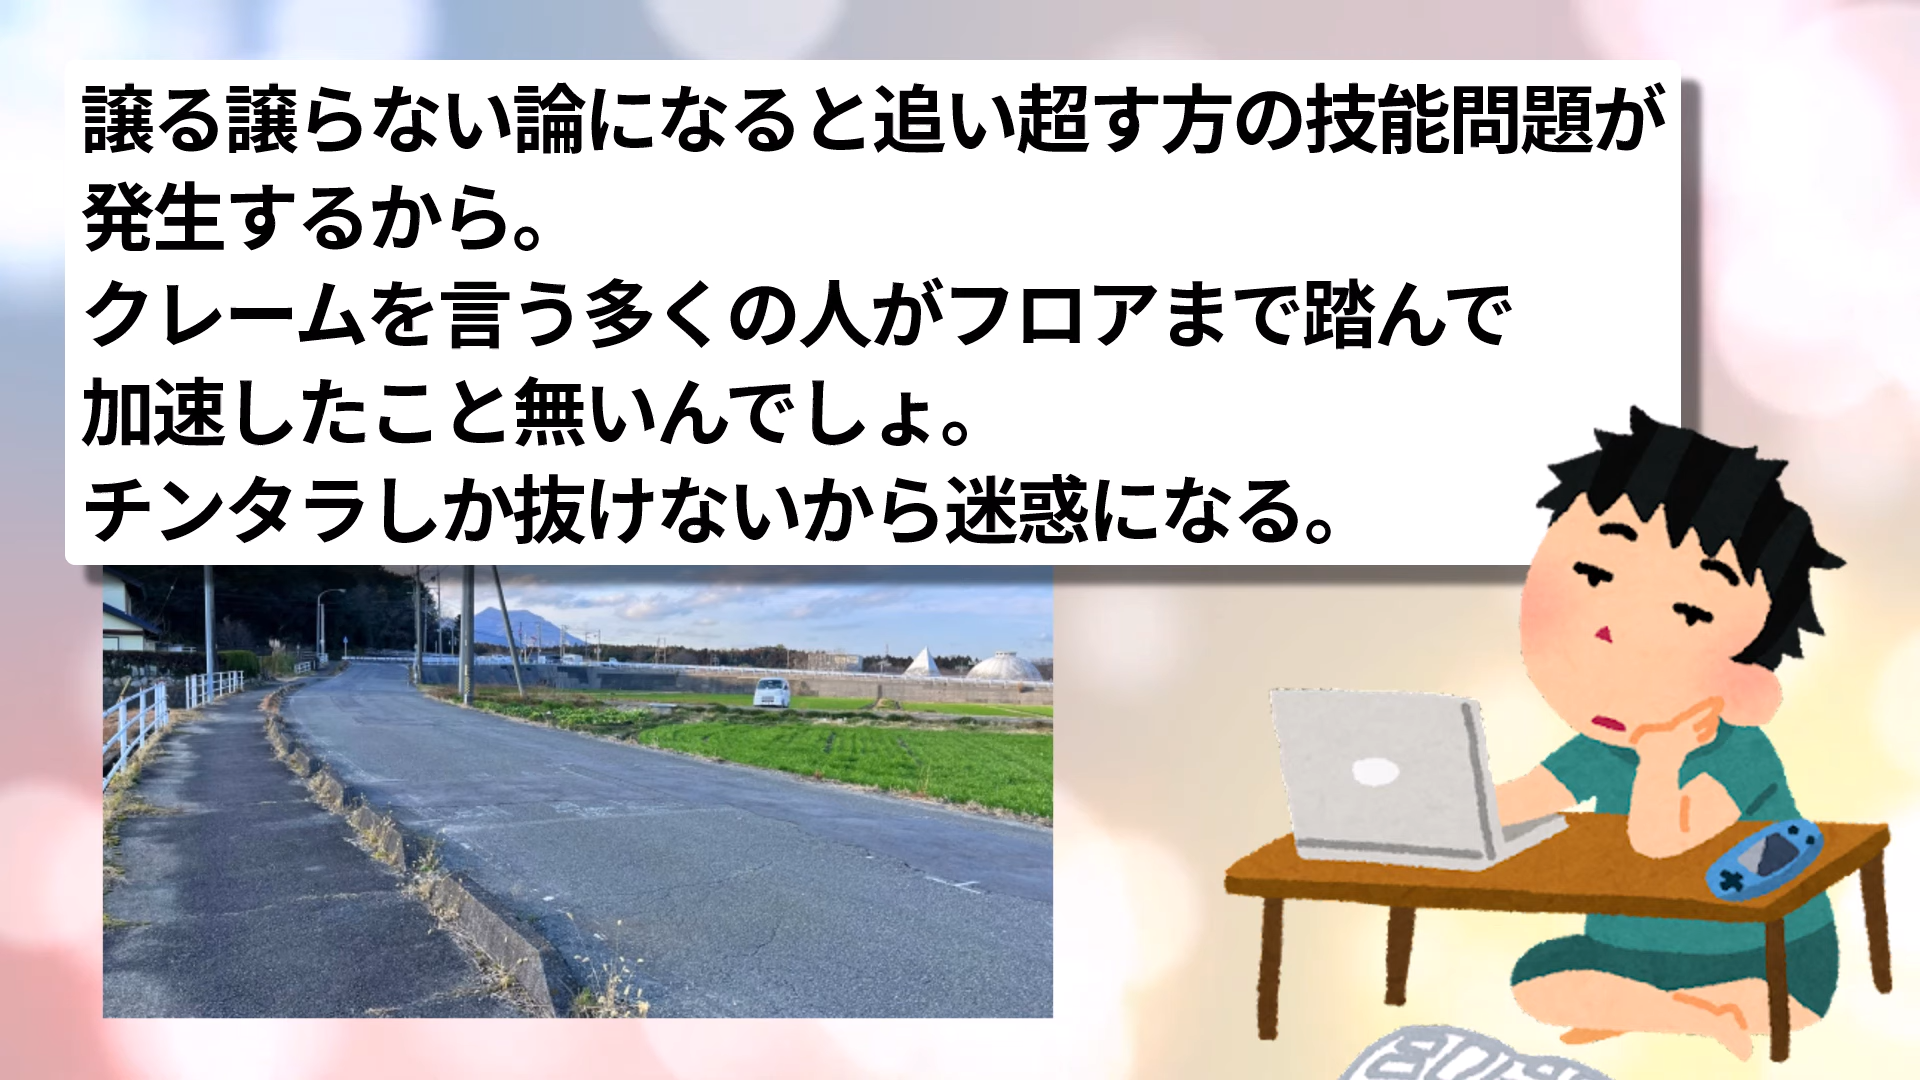 譲る譲らない論になると追い超す方の技能問題が
発生するから。
クレームを言う多くの人がフロアまで踏んで
加速したこと無いんでしょ。
チンタラしか抜けないから迷惑になる。